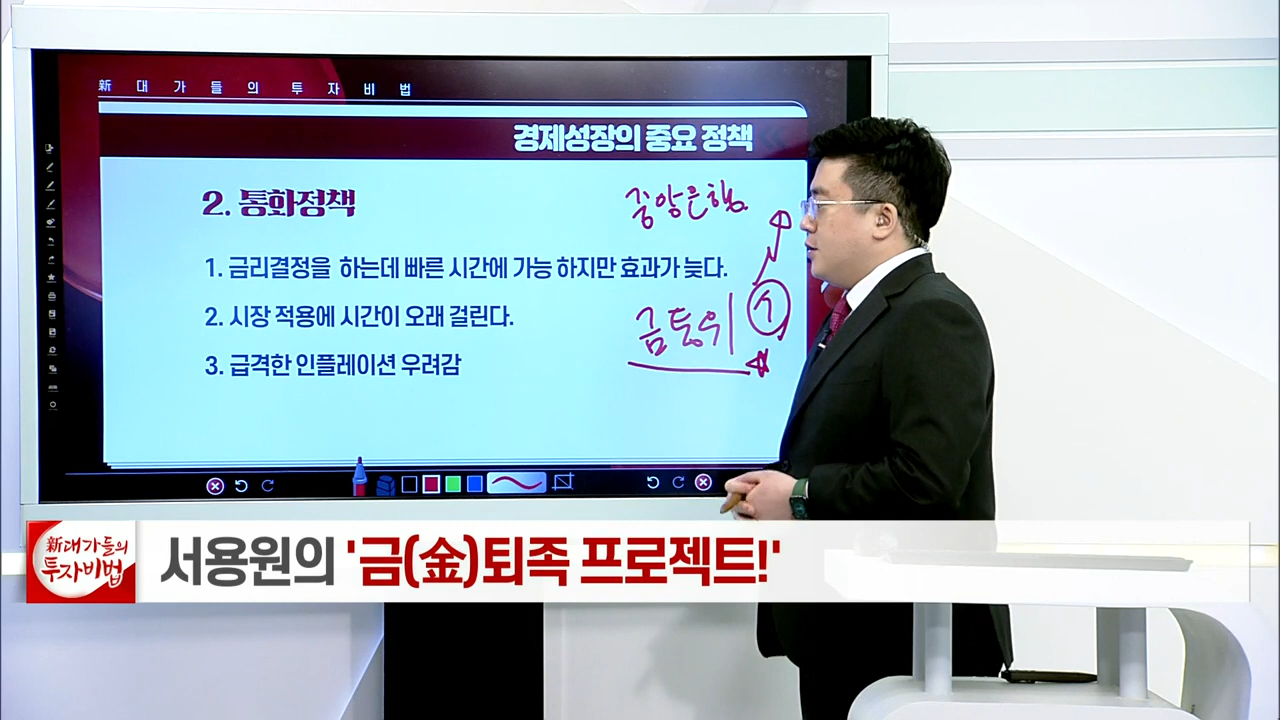 新 대 가 들 의 투 자 비 법
경제성장의 중요 정책
2. 통화정책
중앙은행
1. 금리결정을 하는데 빠른 시간에 가능 하지만 효과가 늦다.
2. 시장 적용에 시간이 오래 걸린다.
금통위
3. 급격한 인플레이션 우려감
新대가들의
투자비법
서용원의 '금(金)퇴족 프로젝트!'